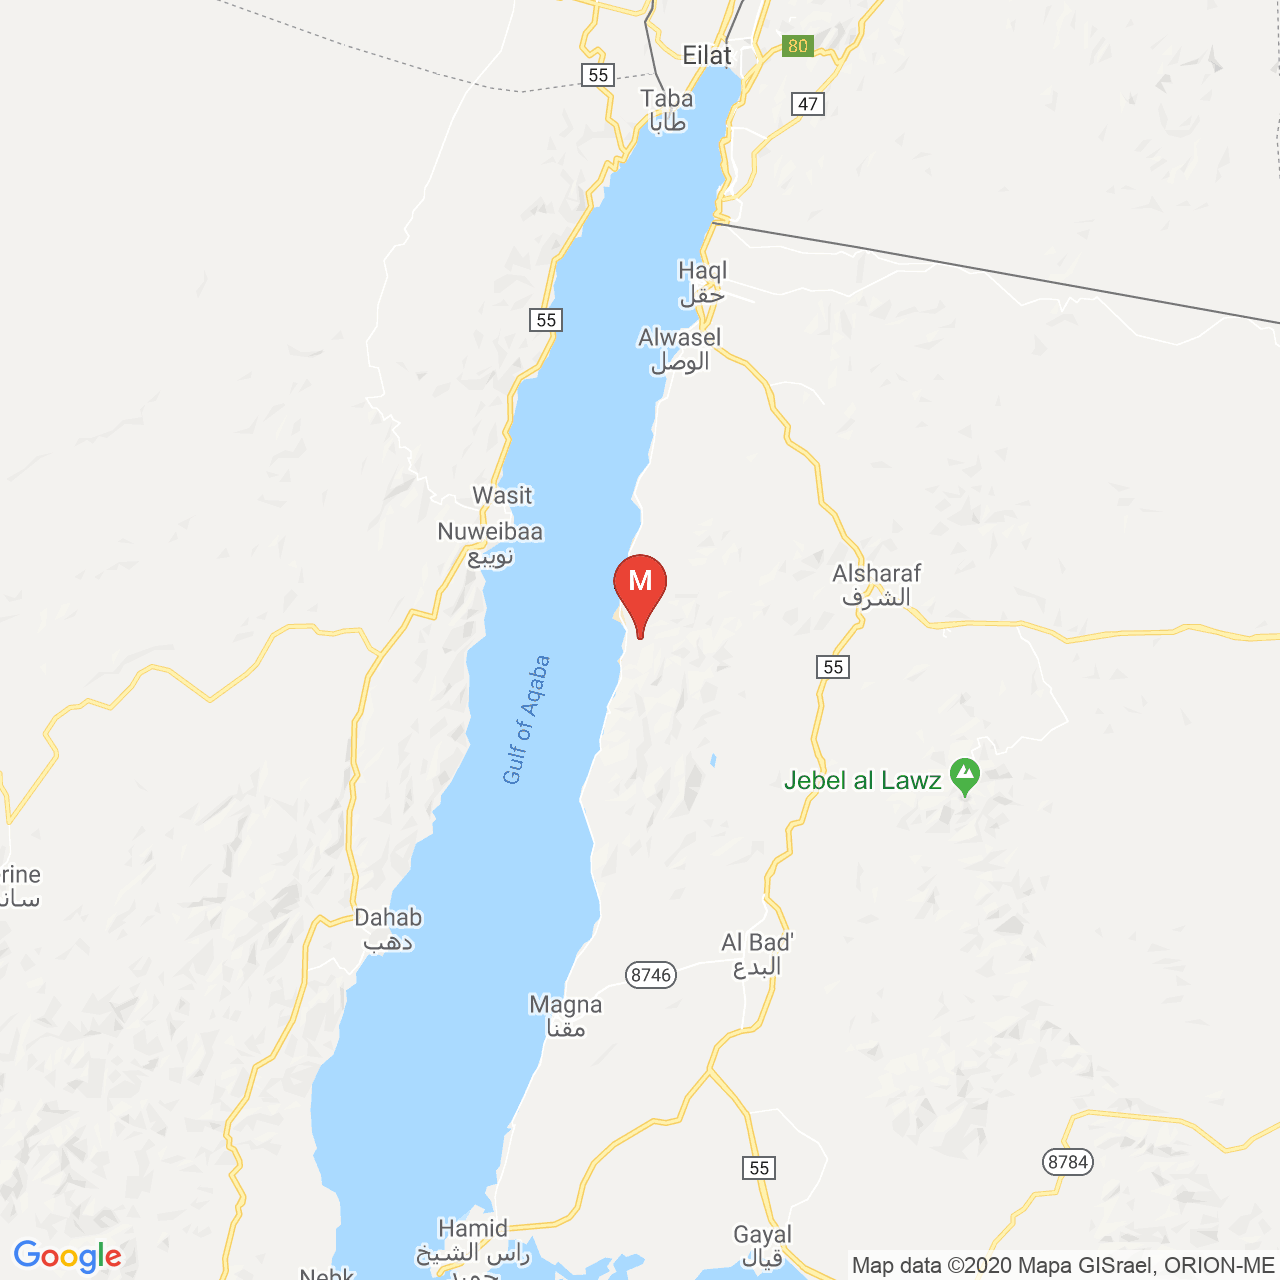 Eilat
80
55
Taba
طابا
47
Haql
حقل
55
Alwasel
الوصل
Wasit
Nuweibaa
نويبع
Alsharaf
الشرف
M
55
Gulf of Aqaba
Jebel al Lawz
rine
سان
Dahab
دهب
Al Bad'
البدع
8746
Magna
مقنا
8784
55
Hamid
راس الشيخ
حميد
Gayal
قيال
Nebk
Google
Map data ©2020 Mapa GISrael, ORION-ME